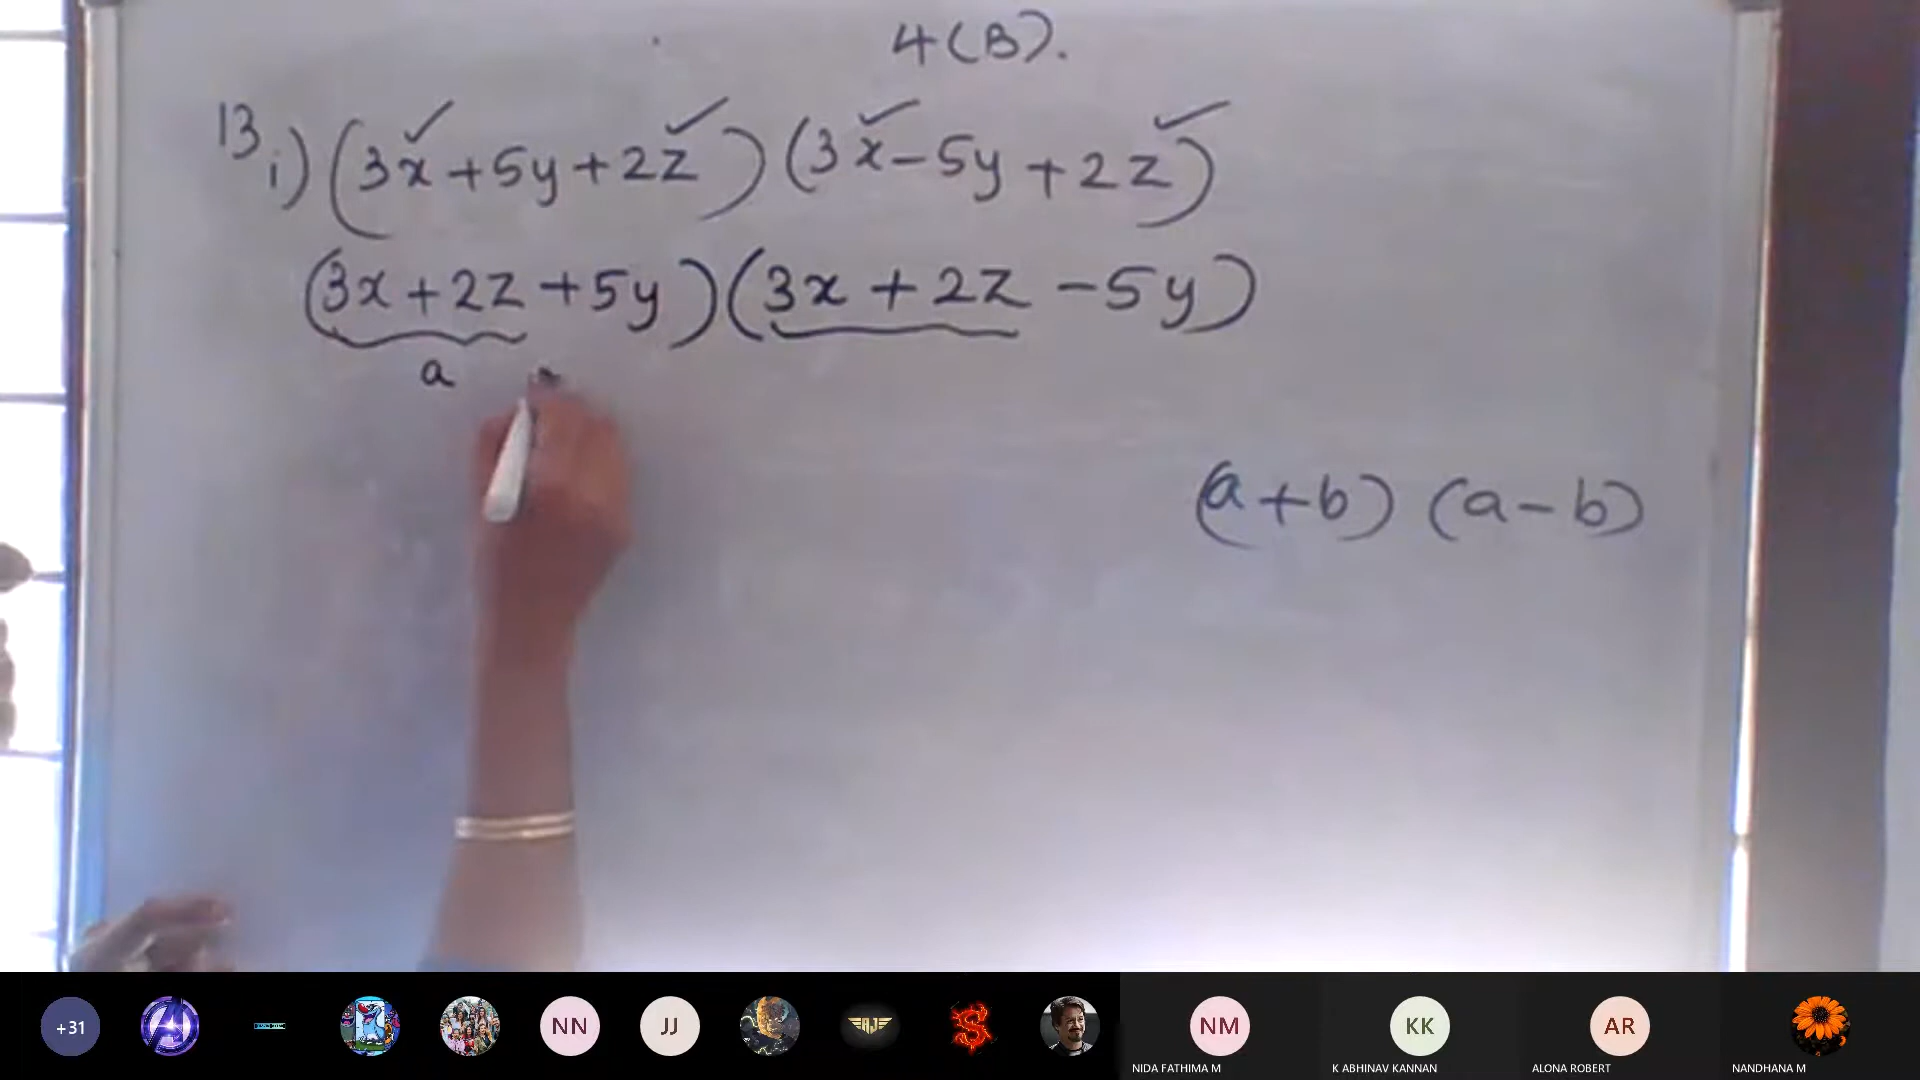 4(B).
13 i) (3x+5y+2z) (3x-5y+2z)
(3x+2z+5y) (3x+2z-5y)
a
(a+b) (a-b)
+31
NN
JJ
AJ
S
NM
KK
AR
NIDA FATHIMA M
K ABHINAV KANNAN
ALONA ROBERT
NANDHANA M